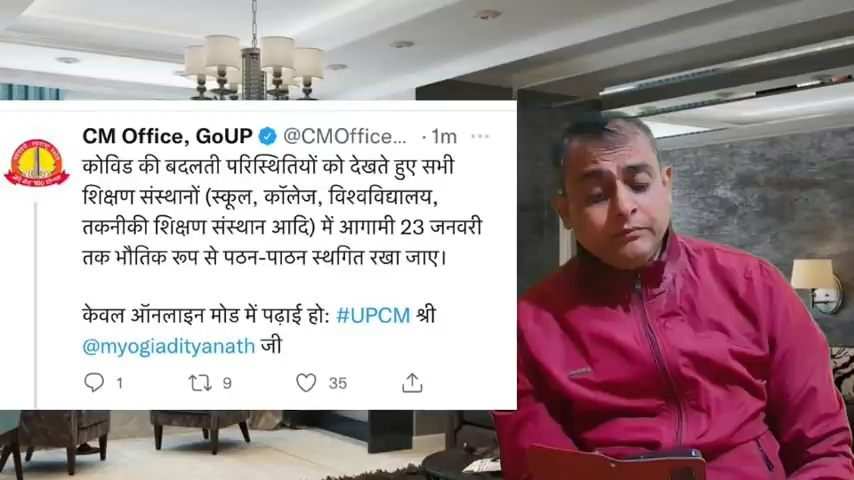 CM Office, GoUP @CMOffice... · 1m
कोविड की बदलती परिस्थितियों को देखते हुए सभी
शिक्षण संस्थानों (स्कूल, कॉलेज, विश्वविद्यालय,
तकनीकी शिक्षण संस्थान आदि) में आगामी 23 जनवरी
तक भौतिक रूप से पठन-पाठन स्थगित रखा जाए।
केवल ऑनलाइन मोड में पढ़ाई हो: #UPCM श्री
@myogiadityanath जी
1 9 35